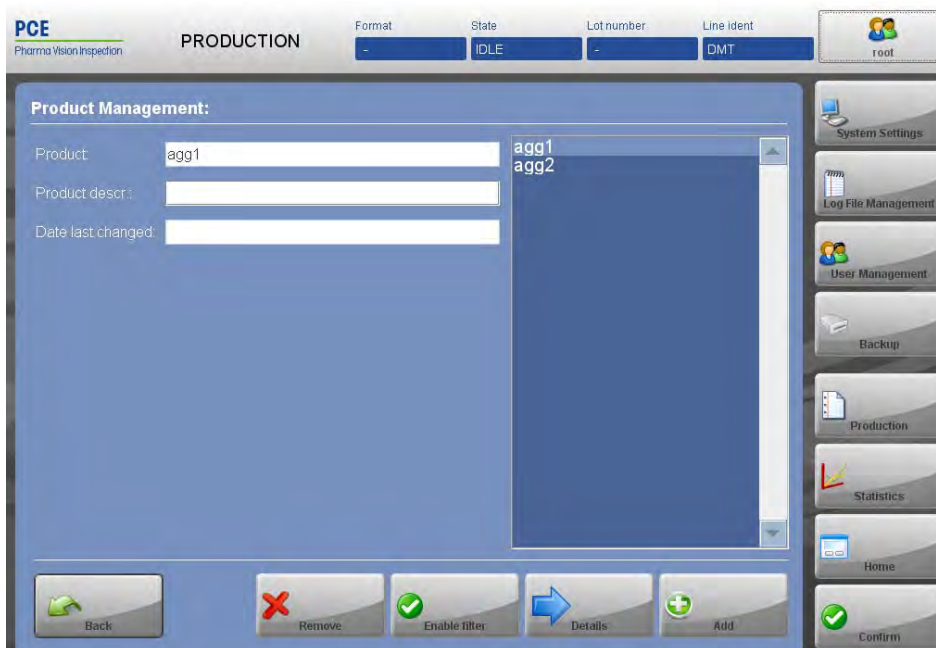 PCE
Pharma Vision Inspection
PRODUCTION
Format
State
Lot number
Line ident
-
IDLE
-
DMT
root
Product Management:
Product:
agg1
Product descr.:
Date last changed:
agg1
agg2
System Settings
Log File Management
User Management
Backup
Production
Statistics
Home
Confirm
Back
Remove
Enable filter
Details
Add